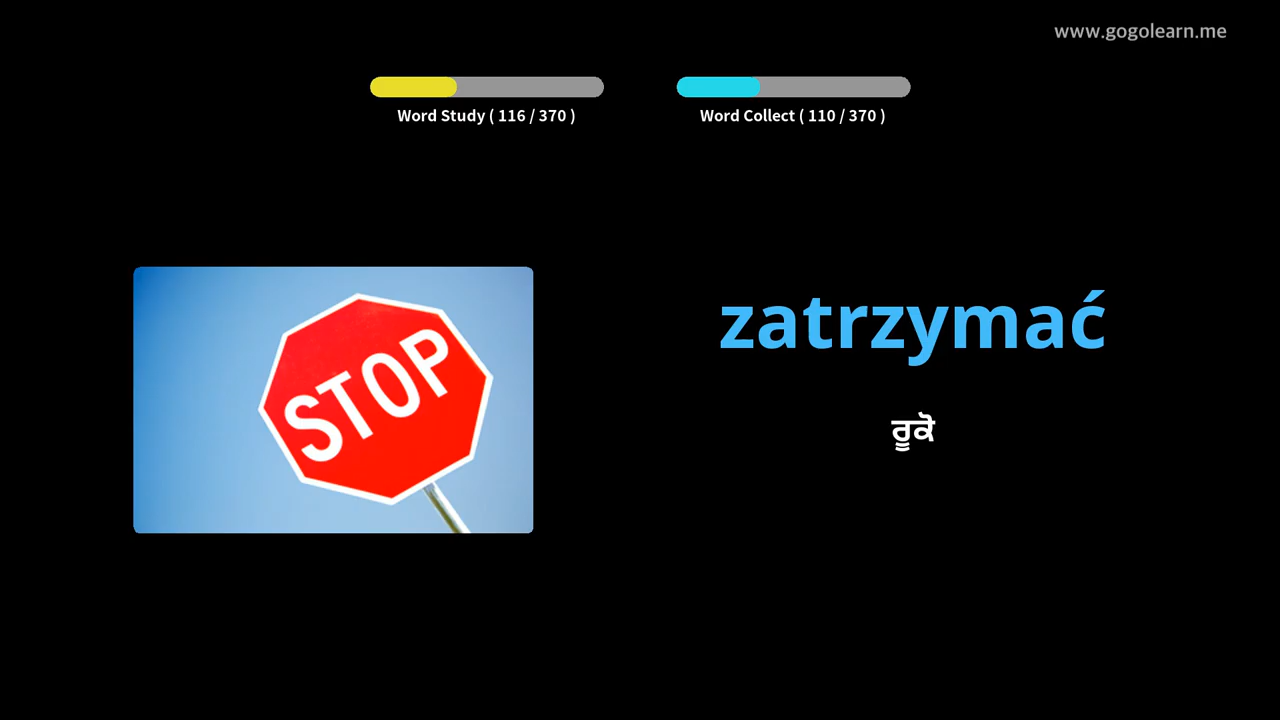 www.gogolearn.me
Word Study ( 116 / 370 )
Word Collect ( 110 / 370 )
STOP
zatrzymać
ਰੂਕੋ